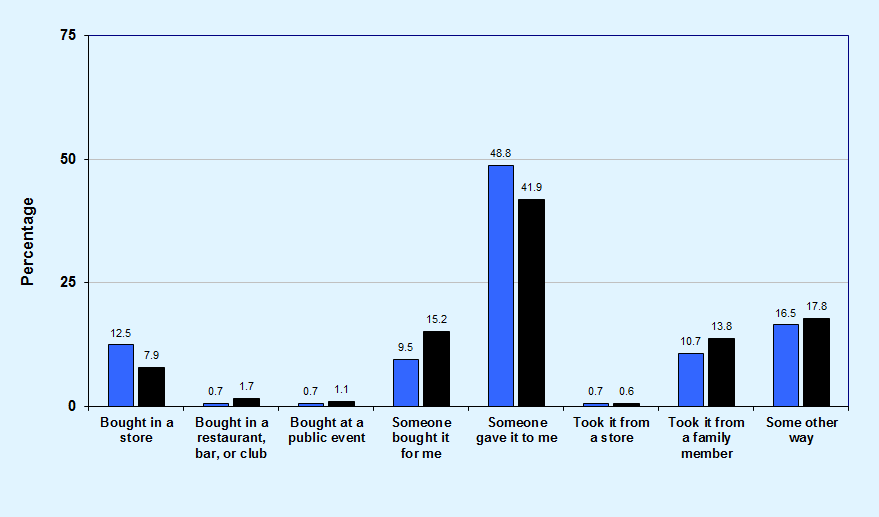 75
50
25
0
Percentage
12.5
7.9
0.7
1.7
0.7
1.1
9.5
15.2
48.8
41.9
0.7
0.6
10.7
13.8
16.5
17.8
Bought in a
store
Bought in a
restaurant,
bar, or club
Bought at a
public event
Someone
bought it
for me
Someone
gave it to me
Took it from
a store
Took it from
a family
member
Some other
way